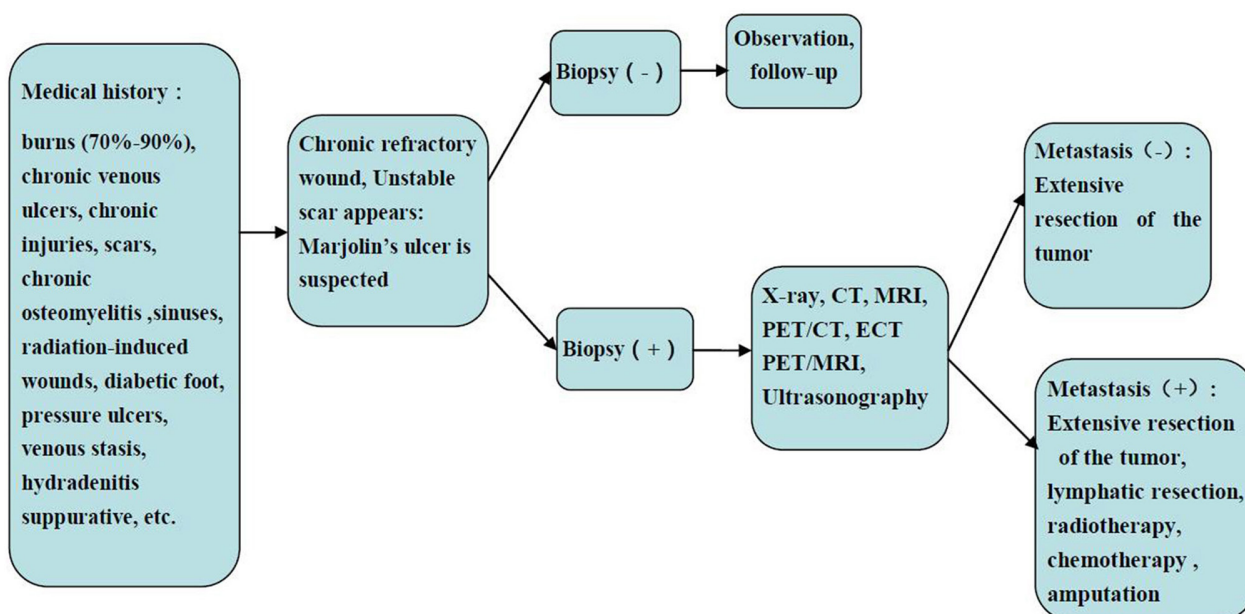 Medical history :
burns (70%-90%),
chronic venous
ulcers, chronic
injuries, scars,
chronic
osteomyelitis ,sinuses,
radiation-induced
wounds, diabetic foot,
pressure ulcers,
venous stasis,
hydradenitis
suppurative, etc.
Chronic refractory
wound, Unstable
scar appears:
Marjolin’s ulcer is
suspected
Biopsy ( - )
Observation,
follow-up
Biopsy ( + )
X-ray, CT, MRI,
PET/CT, ECT
PET/MRI,
Ultrasonography
Metastasis（-）:
Extensive
resection of the
tumor
Metastasis（+）:
Extensive resection
of the tumor,
lymphatic resection,
radiotherapy,
chemotherapy ,
amputation